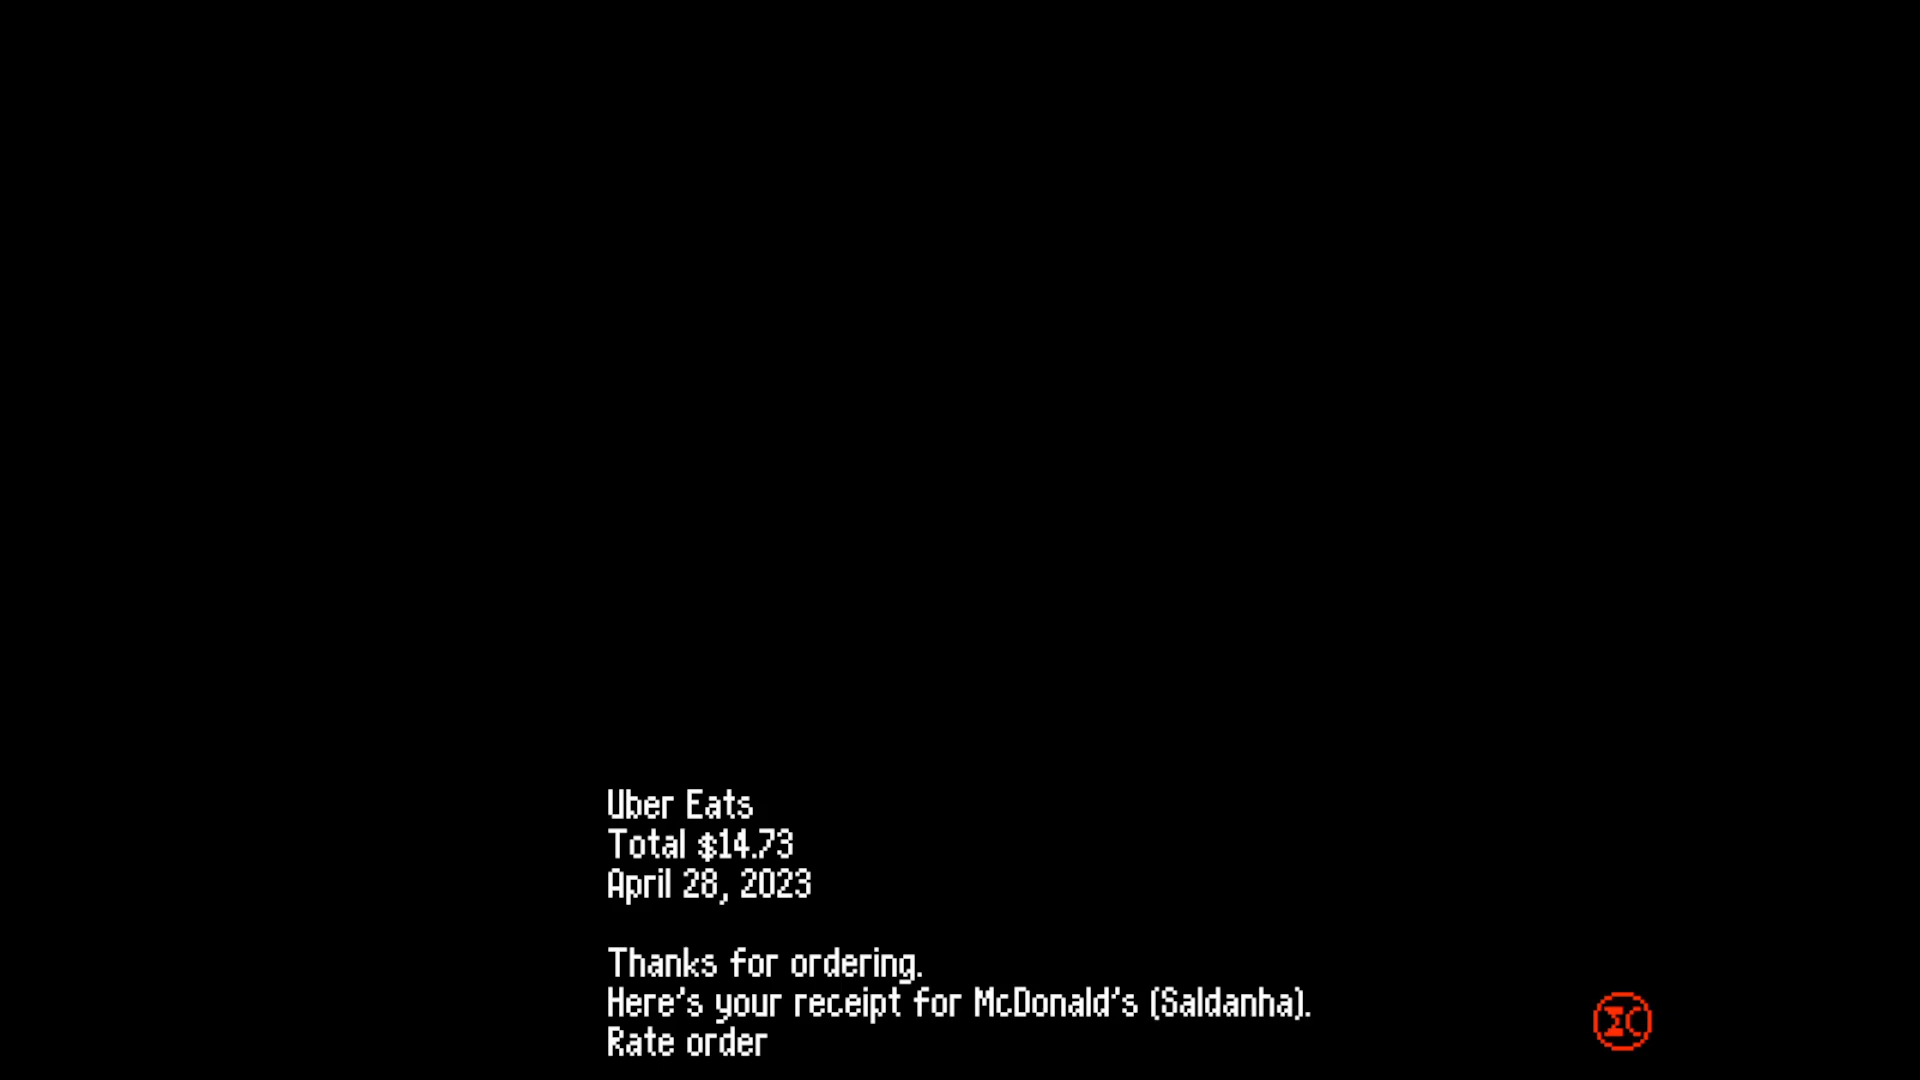 Uber Eats
Total $14.73
April 28, 2023
Thanks for ordering.
Here's your receipt for McDonald's (Saldanha).
Rate order
ΣC